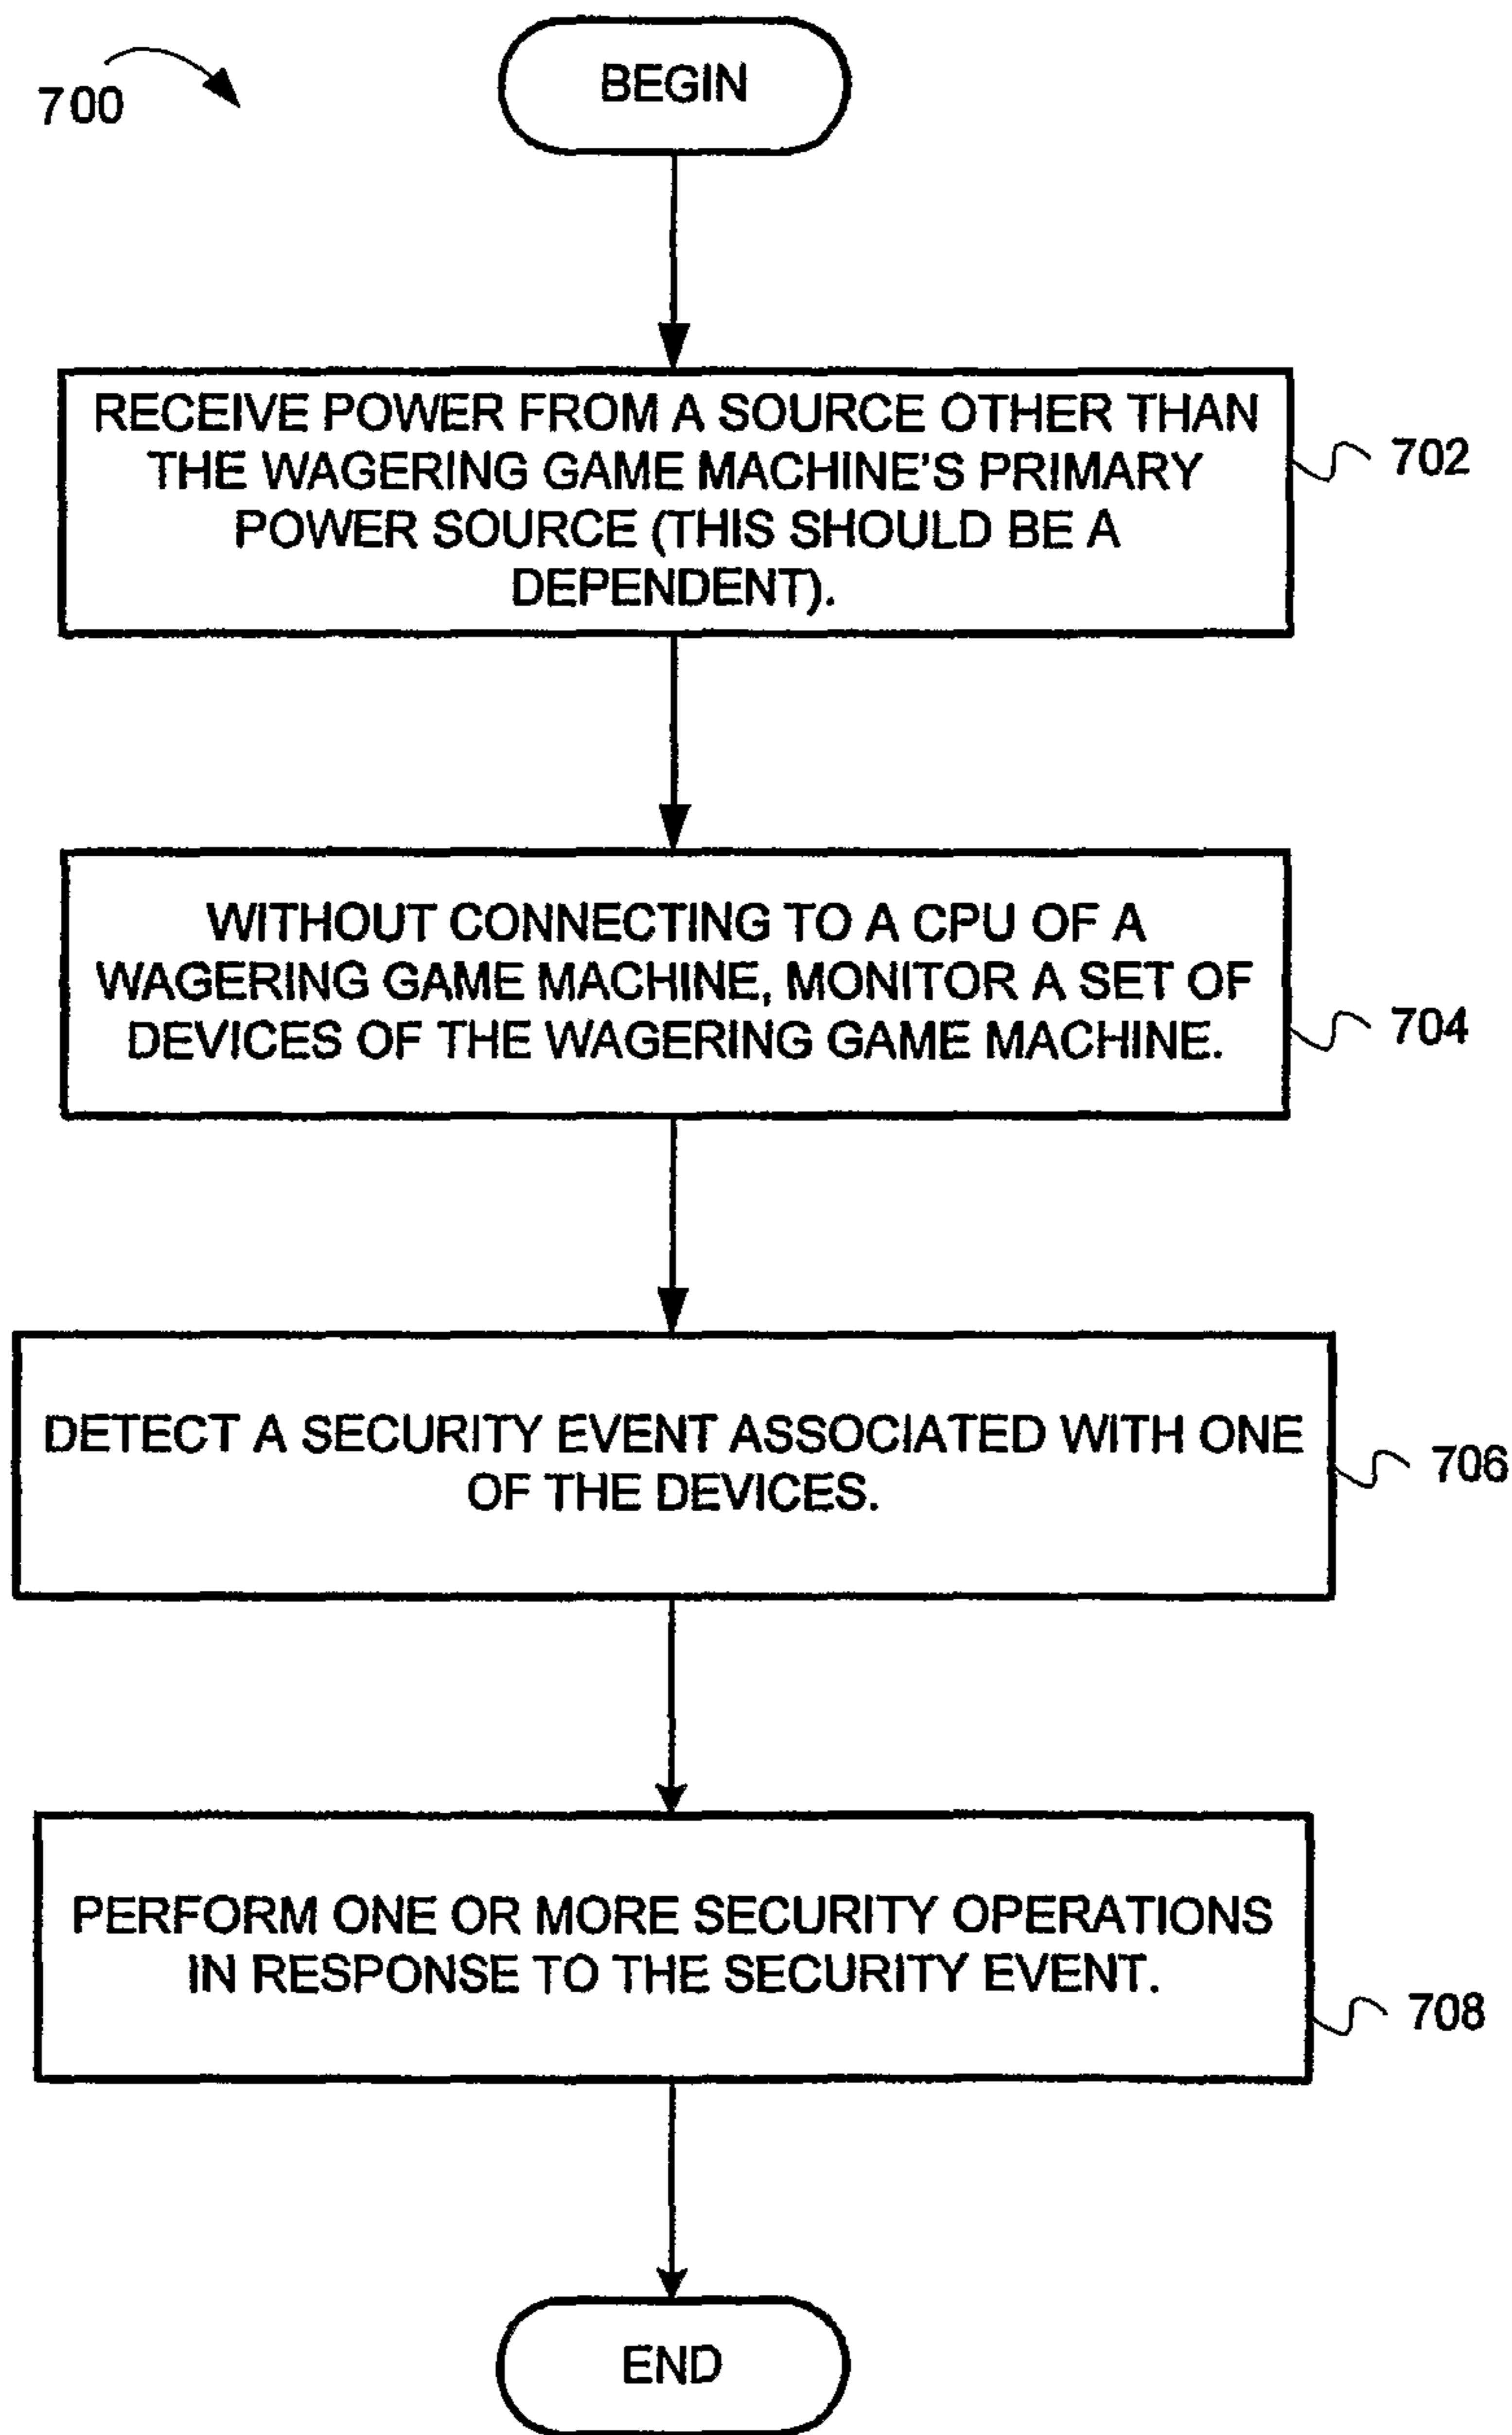 700
BEGIN
RECEIVE POWER FROM A SOURCE OTHER THAN
THE WAGERING GAME MACHINE'S PRIMARY
POWER SOURCE (THIS SHOULD BE A
DEPENDENT).
702
WITHOUT CONNECTING TO A CPU OF A
WAGERING GAME MACHINE, MONITOR A SET OF
DEVICES OF THE WAGERING GAME MACHINE.
704
DETECT A SECURITY EVENT ASSOCIATED WITH ONE
OF THE DEVICES.
706
PERFORM ONE OR MORE SECURITY OPERATIONS
IN RESPONSE TO THE SECURITY EVENT.
708
END